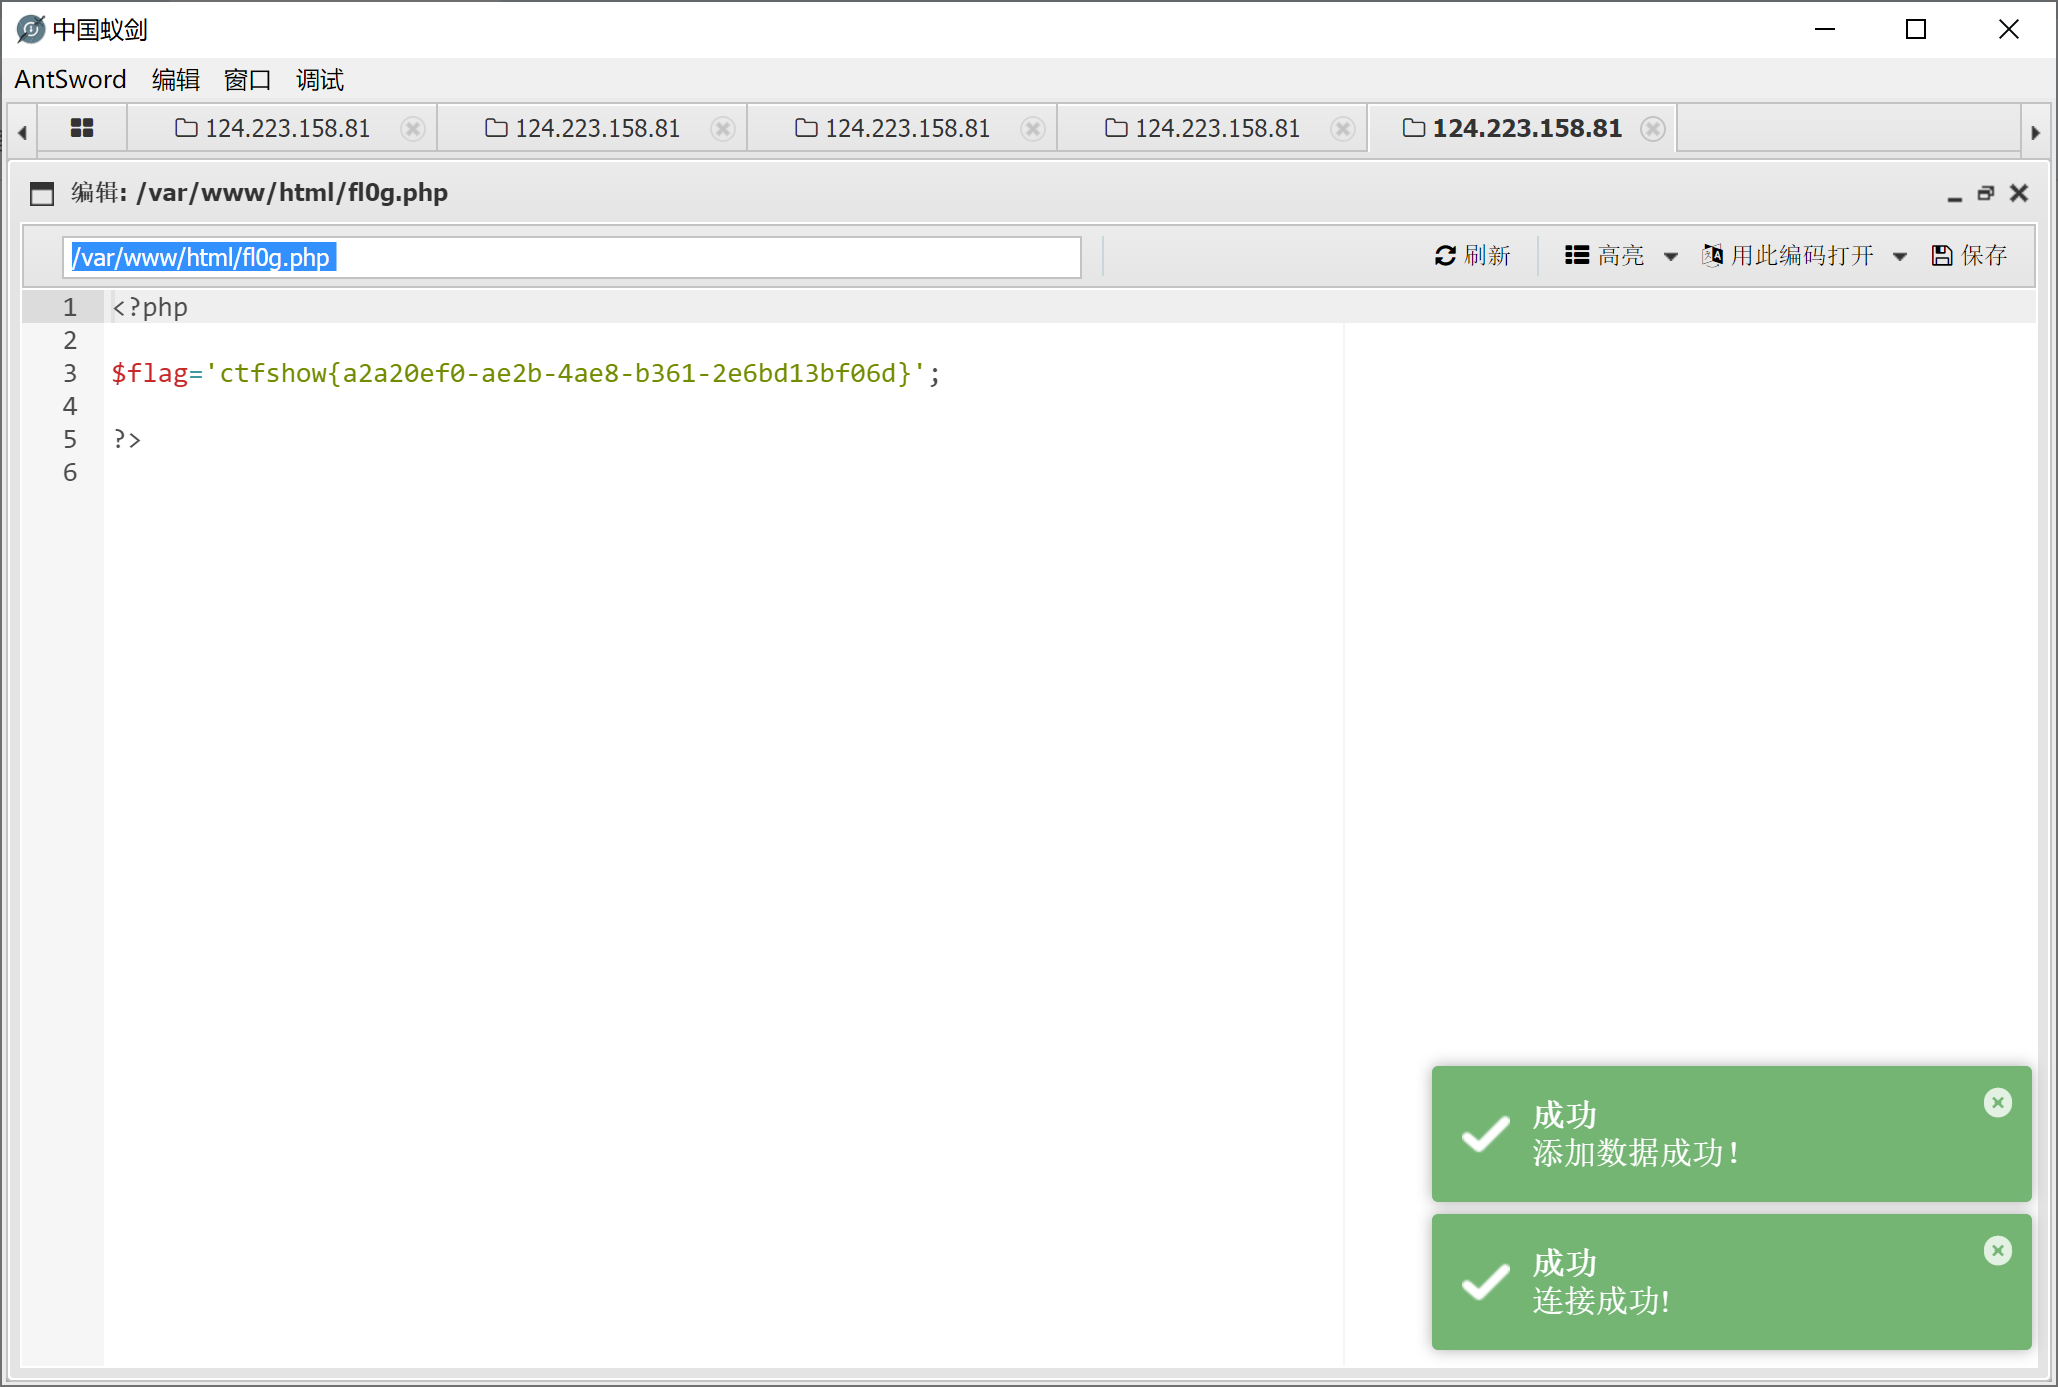 中国蚁剑
AntSword 编辑 窗口 调试
124.223.158.81 124.223.158.81 124.223.158.81 124.223.158.81 124.223.158.81
编辑: /var/www/html/fl0g.php
/var/www/html/fl0g.php 刷新 高亮 用此编码打开 保存
1 <?php
2
3 $flag='ctfshow{a2a20ef0-ae2b-4ae8-b361-2e6bd13bf06d}';
4
5 ?>
6
成功
添加数据成功！
成功
连接成功!